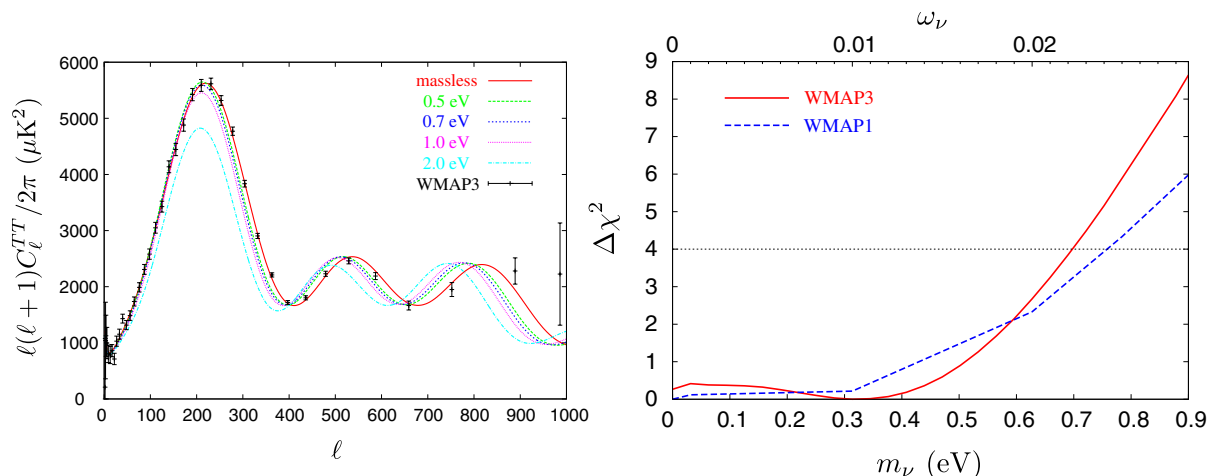 6000
5000
4000
3000
2000
1000
0
0 100 200 300 400 500 600 700 800 900 1000
ℓ(ℓ + 1)C_ℓ^{TT}/2π (μK²)
ℓ
massless
0.5 eV
0.7 eV
1.0 eV
2.0 eV
WMAP3
ω_ν
0 0.01 0.02
9
8
7
6
5
4
3
2
1
0
0 0.1 0.2 0.3 0.4 0.5 0.6 0.7 0.8 0.9
Δχ²
m_ν (eV)
WMAP3
WMAP1